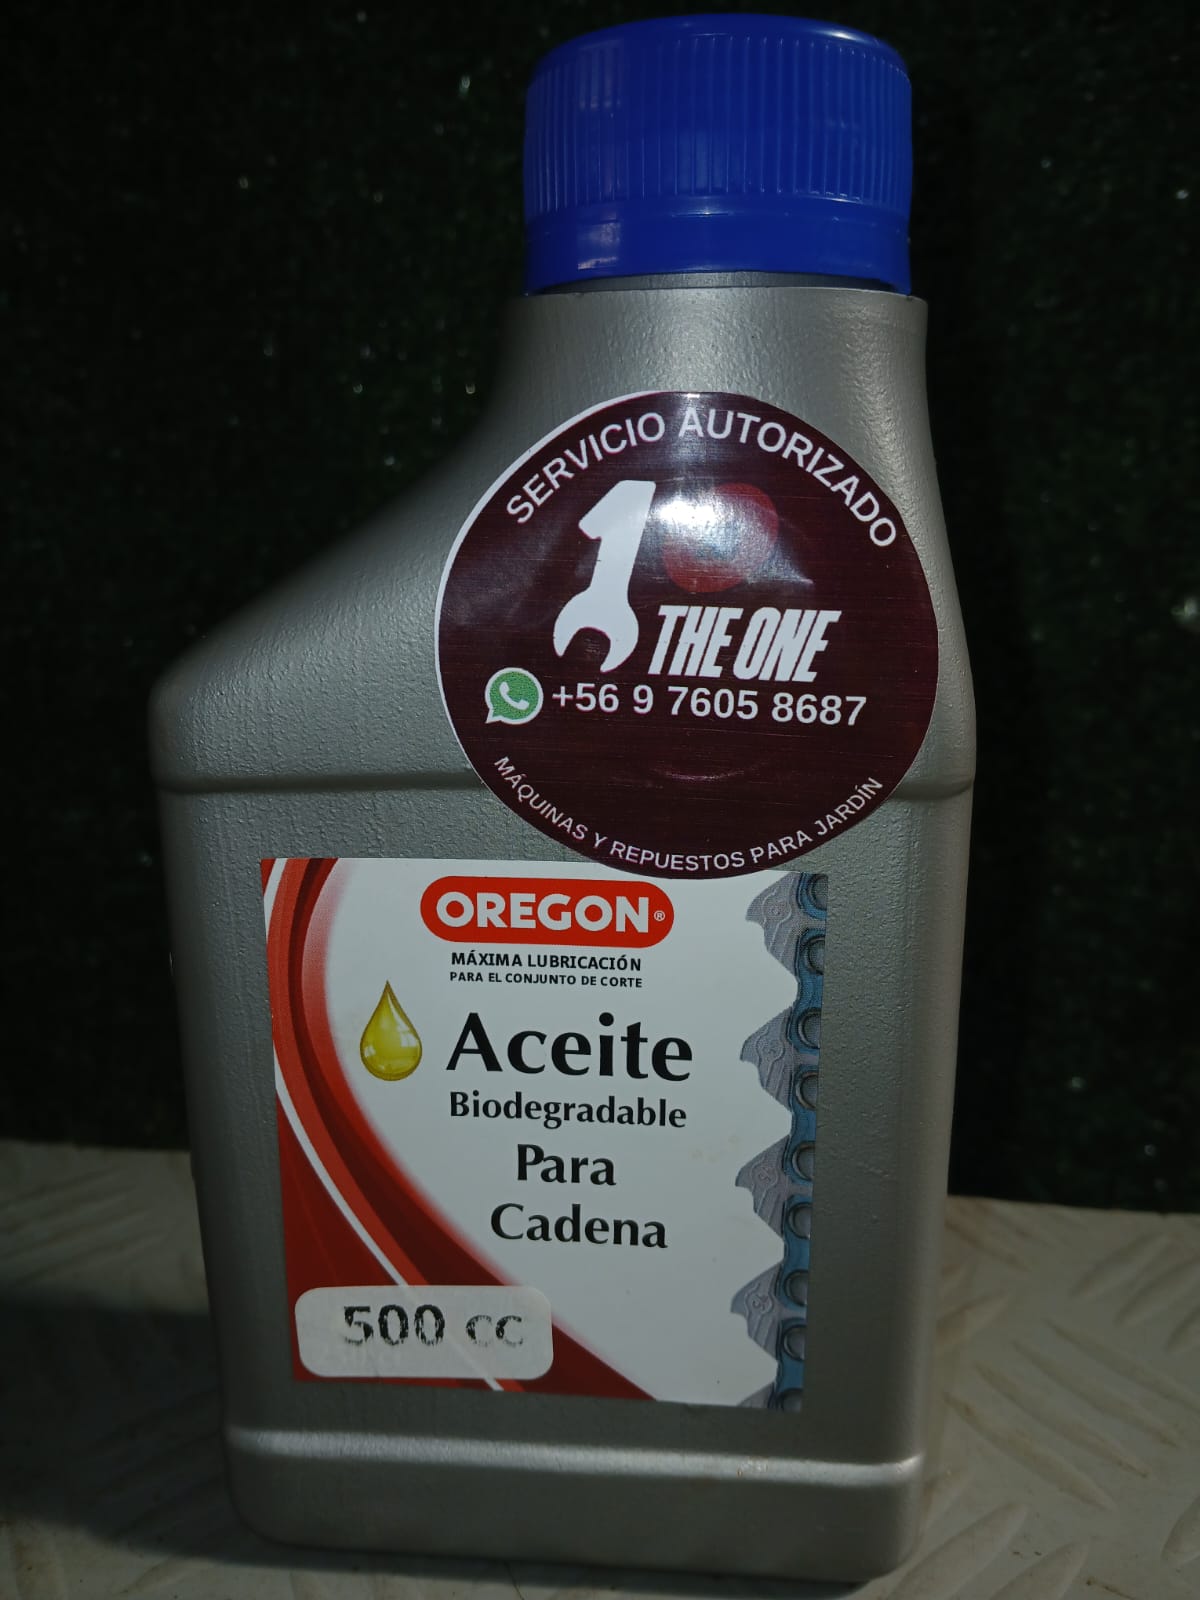 SERVICIO AUTORIZADO
1
THE ONE
+56 9 7605 8687
MÁQUINAS Y REPUESTOS PARA JARDÍN
OREGON®
MÁXIMA LUBRICACIÓN
PARA EL CONJUNTO DE CORTE
Aceite
Biodegradable
Para
Cadena
500 cc